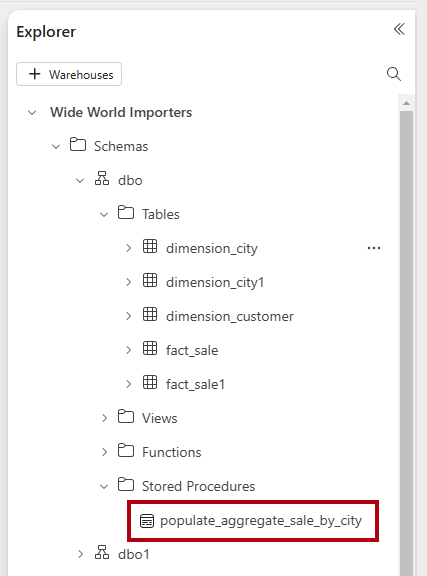 Explorer
+ Warehouses
Wide World Importers
Schemas
dbo
Tables
dimension_city
dimension_city1
dimension_customer
fact_sale
fact_sale1
Views
Functions
Stored Procedures
populate_aggregate_sale_by_city
dbo1